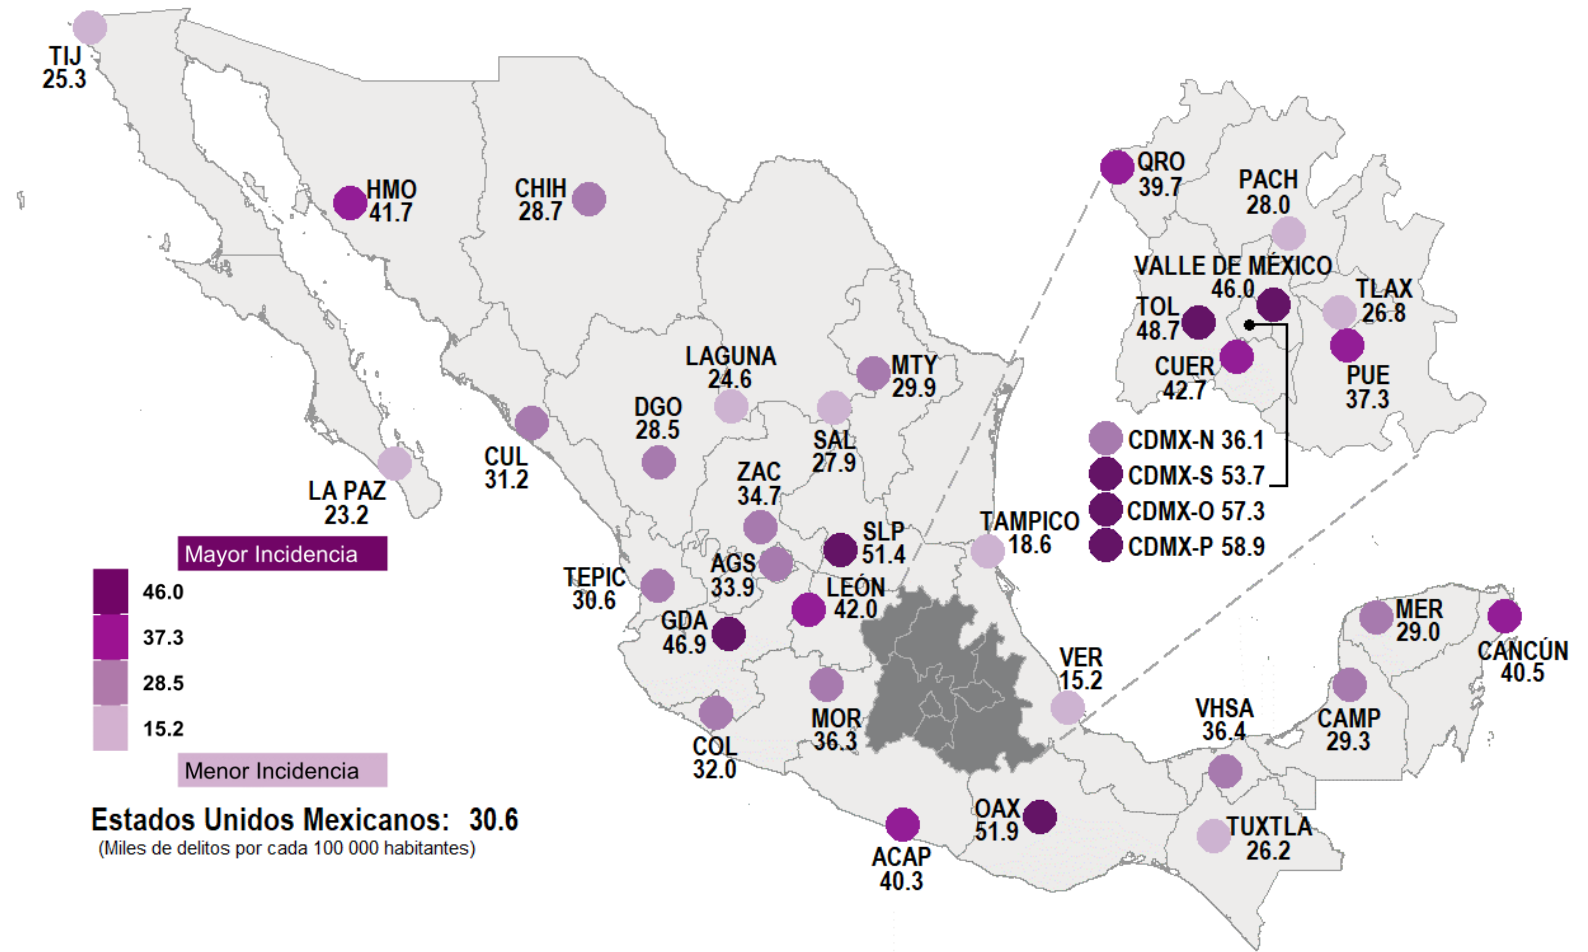 TIJ
25.3
HMO
41.7
CHIH
28.7
QRO
39.7
PACH
28.0
VALLE DE MÉXICO
46.0
TOL
48.7
TLAX
26.8
CUER
42.7
PUE
37.3
CDMX-N 36.1
CDMX-S 53.7
CDMX-O 57.3
CDMX-P 58.9
LAGUNA
24.6
MTY
29.9
DGO
28.5
SAL
27.9
CUL
31.2
ZAC
34.7
LA PAZ
23.2
TAMPICO
18.6
SLP
51.4
AGS
33.9
TEPIC
30.6
LEÓN
42.0
GDA
46.9
MER
29.0
CANCÚN
40.5
VER
15.2
CAMP
29.3
VHSA
36.4
MOR
36.3
COL
32.0
OAX
51.9
TUXTLA
26.2
ACAP
40.3
Mayor Incidencia
46.0
37.3
28.5
15.2
Menor Incidencia
Estados Unidos Mexicanos: 30.6
(Miles de delitos por cada 100 000 habitantes)